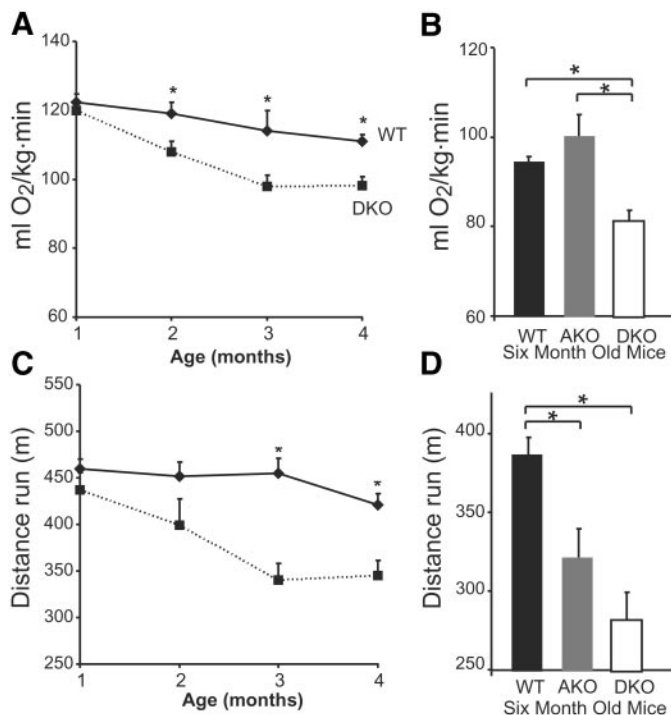 A
ml O₂/kg·min
140
120
100
80
60
*
*
*
WT
DKO
1
2
3
4
Age (months)
B
ml O₂/kg·min
120
100
80
60
*
*
WT AKO DKO
Six Month Old Mice
C
Distance run (m)
550
500
450
400
350
300
250
*
*
1
2
3
4
Age (months)
D
Distance run (m)
400
350
300
250
*
*
WT AKO DKO
Six Month Old Mice